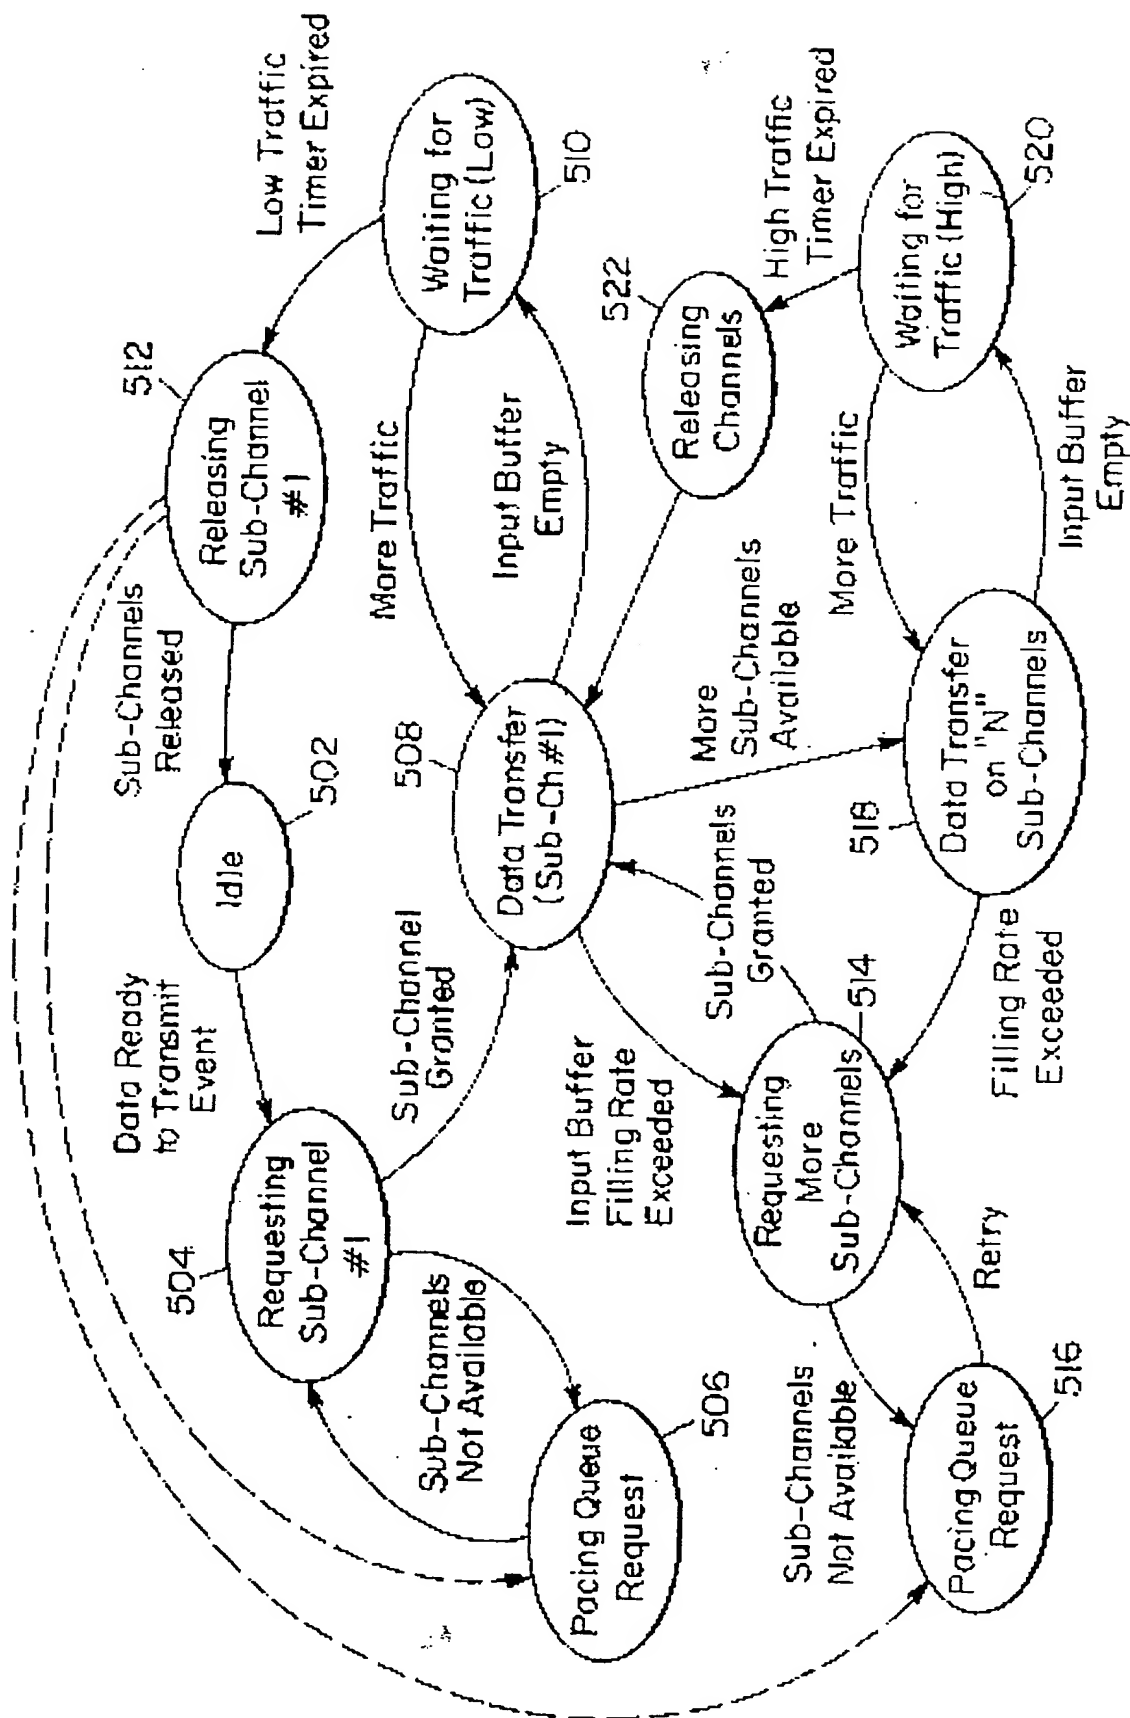 Low Traffic
Timer Expired
512
Releasing
Sub-Channel
#1
Sub-Channels
Released
502
Idle
Data Ready
to Transmit
Event
504
Requesting
Sub-Channel
#1
Sub-Channels
Not Available
506
Pacing Queue
Request
Sub-Channel
Granted
508
Data Transfer
(Sub-Ch#1)
More Traffic
Input Buffer
Empty
Waiting for
Traffic (Low)
510
522
Releasing
Channels
High Traffic
Timer Expired
Waiting for
Traffic (High)
520
More Traffic
Input Buffer
Empty
More
Sub-Channels
Available
518
Data Transfer
on "N"
Sub-Channels
Sub-Channels
Granted
Input Buffer
Filling Rate
Exceeded
514
Requesting
More
Sub-Channels
Filling Rate
Exceeded
Retry
Sub-Channels
Not Available
Pacing Queue
Request
516